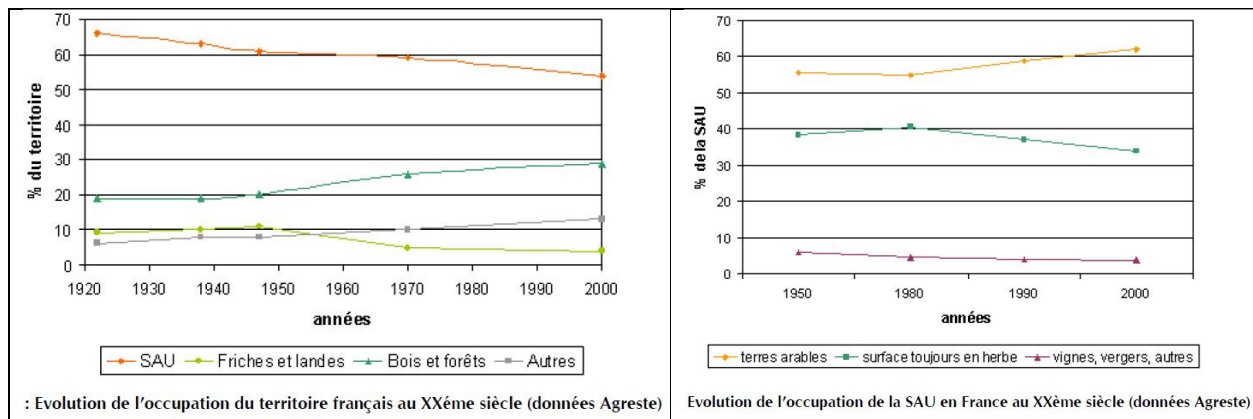 70
60
50
40
30
20
10
0
% du territoire
1920 1930 1940 1950 1960 1970 1980 1990 2000
années
SAU Friches et landes Bois et forêts Autres
: Evolution de l'occupation du territoire français au XXéme siècle (données Agreste)
70
60
50
40
30
20
10
0
% de la SAU
1950 1980 1990 2000
années
terres arables surface toujours en herbe vignes, vergers, autres
Evolution de l'occupation de la SAU en France au XXème siècle (données Agreste)